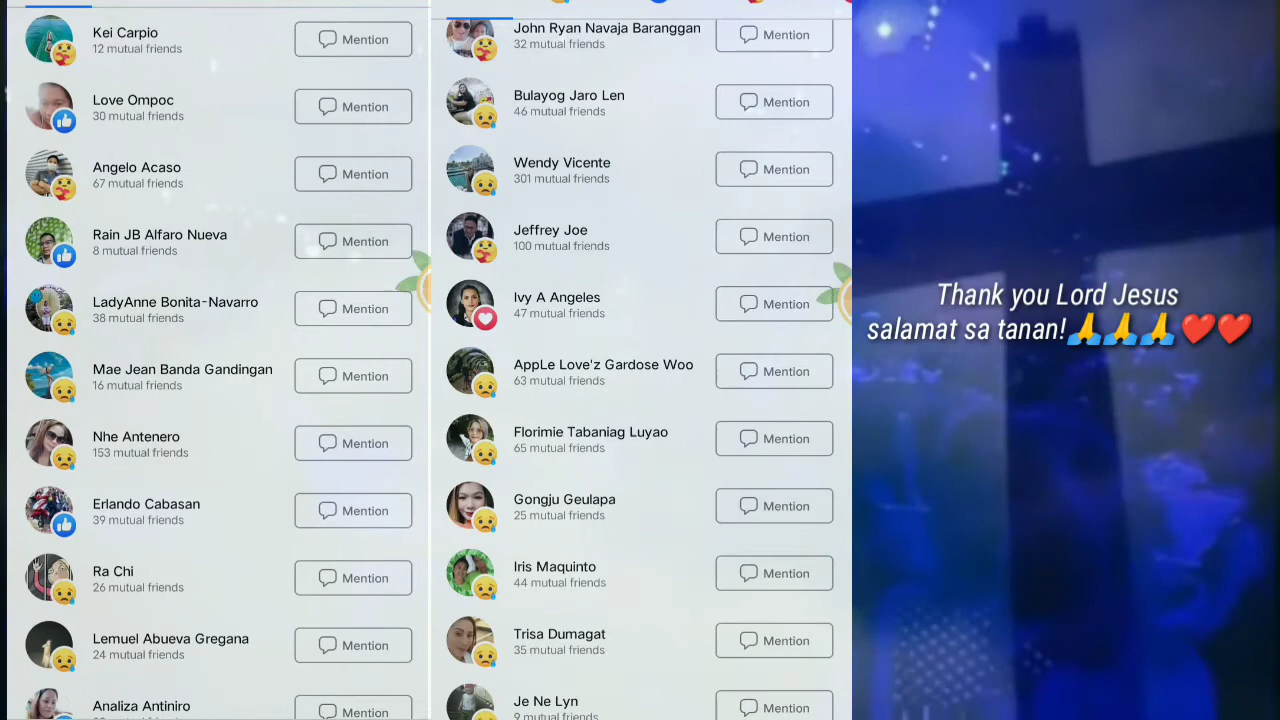 Kei Carpio
12 mutual friends
Mention
Love Ompoc
30 mutual friends
Mention
Angelo Acaso
67 mutual friends
Mention
Rain JB Alfaro Nueva
8 mutual friends
Mention
LadyAnne Bonita-Navarro
38 mutual friends
Mention
Mae Jean Banda Gandingan
16 mutual friends
Mention
Nhe Antenero
153 mutual friends
Mention
Erlando Cabasan
39 mutual friends
Mention
Ra Chi
26 mutual friends
Mention
Lemuel Abueva Gregana
24 mutual friends
Mention
Analiza Antiniro
mutual friends
Mention
John Ryan Navaja Baranggan
32 mutual friends
Mention
Bulayog Jaro Len
46 mutual friends
Mention
Wendy Vicente
301 mutual friends
Mention
Jeffrey Joe
100 mutual friends
Mention
Ivy A Angeles
47 mutual friends
Mention
AppLe Love'z Gardose Woo
63 mutual friends
Mention
Florimie Tabaniag Luyao
65 mutual friends
Mention
Gongju Geulapa
25 mutual friends
Mention
Iris Maquinto
44 mutual friends
Mention
Trisa Dumagat
35 mutual friends
Mention
Je Ne Lyn
9 mutual friends
Mention
Thank you Lord Jesus
salamat sa tanan!🙏🙏🙏❤️❤️